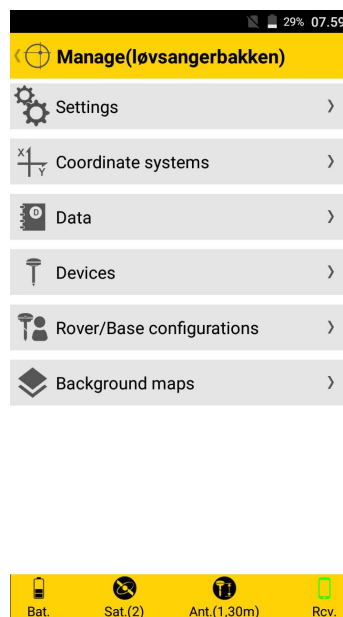 29% 07.59
Manage(løvsangerbakken)
Settings
X Y Coordinate systems
D Data
Devices
Rover/Base configurations
Background maps
Bat. Sat.(2) Ant.(1,30m) Rcv.